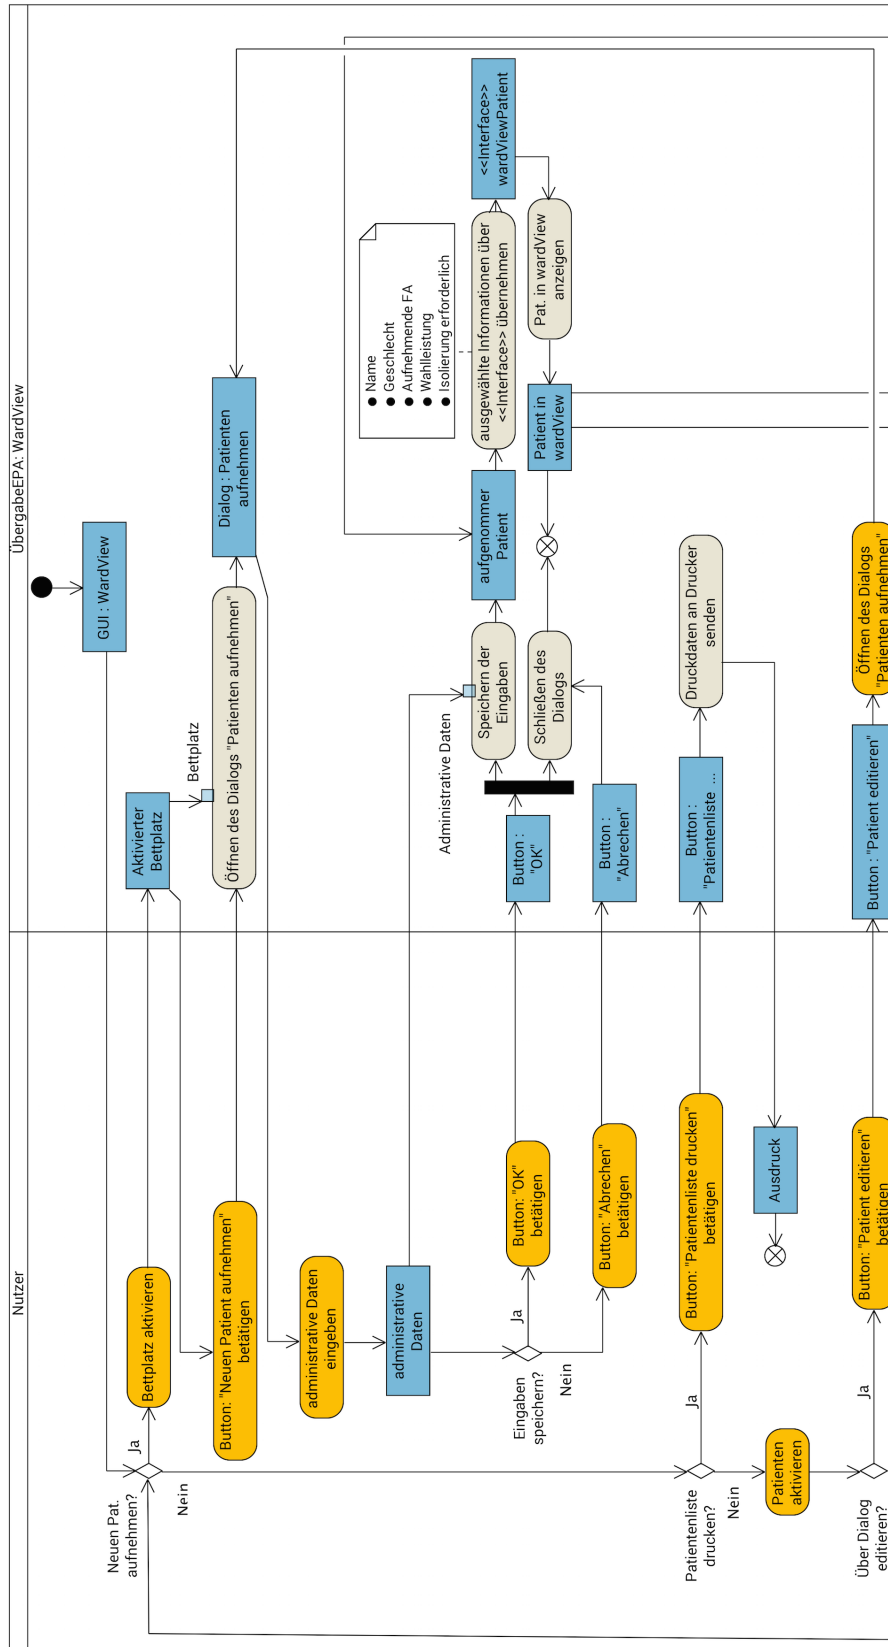 ÜbergabeEPA: WardView
Nutzer
GUI : WardView
Neuen Pat.
aufnehmen?
Ja
Nein
Bettplatz aktivieren
Aktivierter
Bettplatz
Bettplatz
Button: "Neuen Patient aufnehmen"
betätigen
Öffnen des Dialogs "Patienten aufnehmen"
Dialog : Patienten
aufnehmen
administrative Daten
eingeben
administrative
Daten
Administrative Daten
Eingaben
speichern?
Ja
Nein
Button: "OK"
betätigen
Button :
"OK"
Button: "Abrechen"
betätigen
Button :
"Abrechen"
Speichern der
Eingaben
Schließen des
Dialogs
aufgenommer
Patient
Name
Geschlecht
Aufnehmende FA
Wahlleistung
Isolierung erforderlich
ausgewählte Informationen über
<<Interface>> übernehmen
<<Interface>>
wardViewPatient
Pat. in wardView
anzeigen
Patient in
wardView
Patientenliste
drucken?
Ja
Nein
Button: "Patientenliste drucken"
betätigen
Button :
"Patientenliste ...
Druckdaten an Drucker
senden
Ausdruck
Patienten
aktivieren
Über Dialog
editieren?
Ja
Button: "Patient editieren"
betätigen
Button : "Patient editieren"
Öffnen des Dialogs
"Patienten aufnehmen"